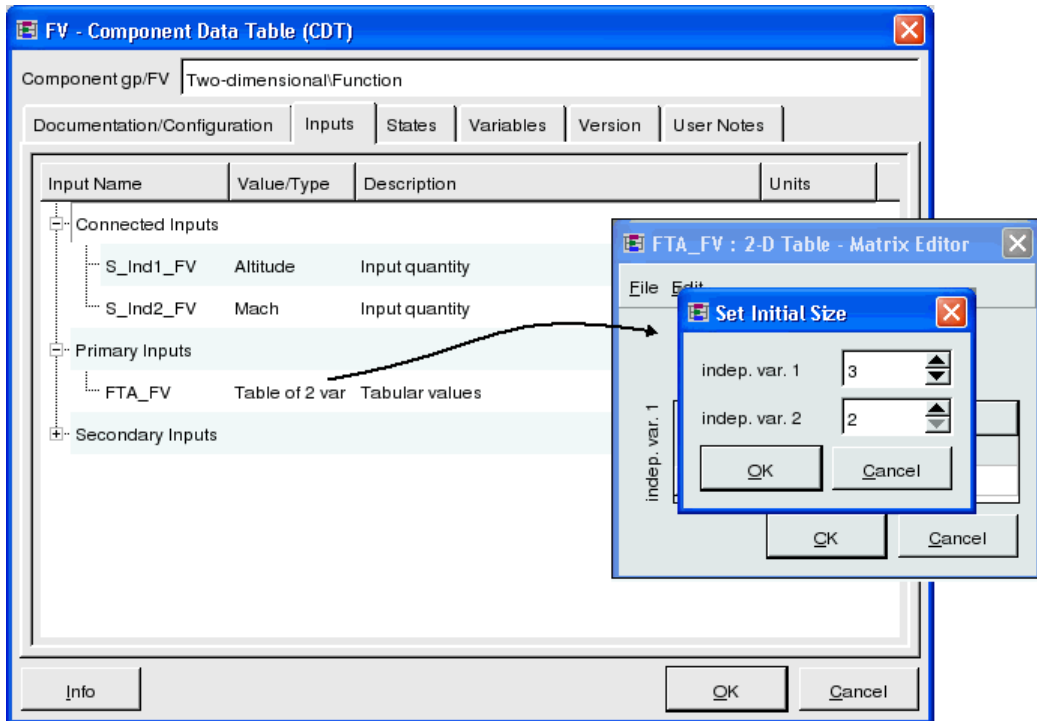 FV - Component Data Table (CDT)
Component gp/FV Two-dimensional\Function
Documentation/Configuration Inputs States Variables Version User Notes
Input Name Value/Type Description Units
Connected Inputs
S_Ind1_FV Altitude Input quantity
S_Ind2_FV Mach Input quantity
Primary Inputs
FTA_FV Table of 2 var Tabular values
Secondary Inputs
Info OK Cancel
FTA_FV : 2-D Table - Matrix Editor
File Edit
indep. var. 1
OK Cancel
Set Initial Size
indep. var. 1 3
indep. var. 2 2
OK Cancel